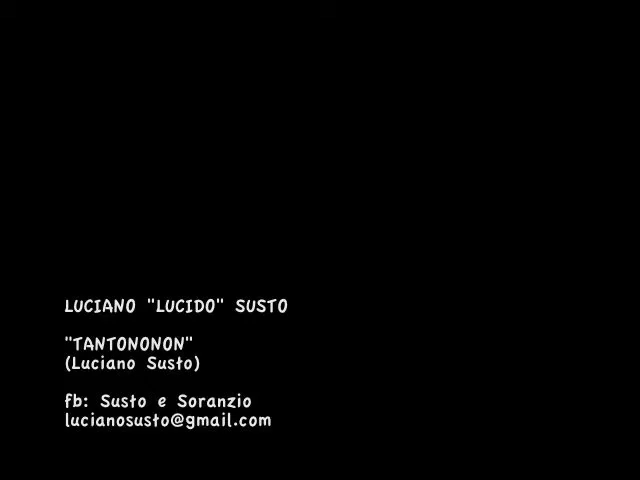 LUCIANO "LUCIDO" SUSTO
"TANTONONON"
(Luciano Susto)
fb: Susto e Soranzio
lucianosusto@gmail.com